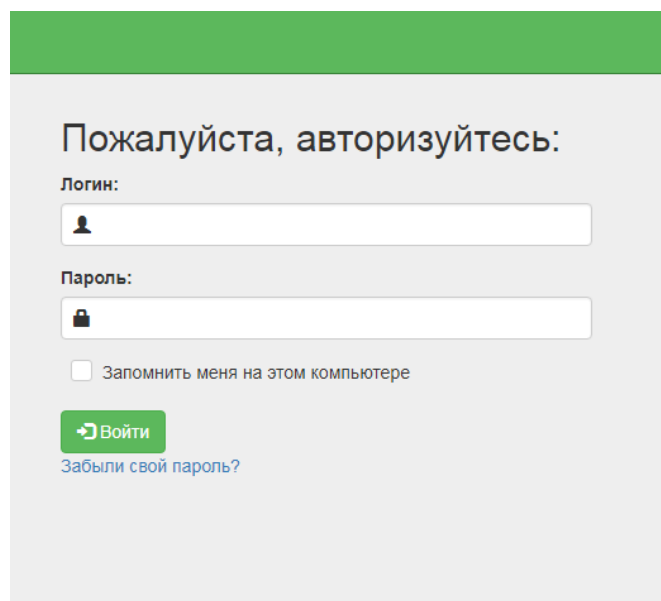 Пожалуйста, авторизуйтесь:
Логин:
Пароль:
Запомнить меня на этом компьютере
Войти
Забыли свой пароль?